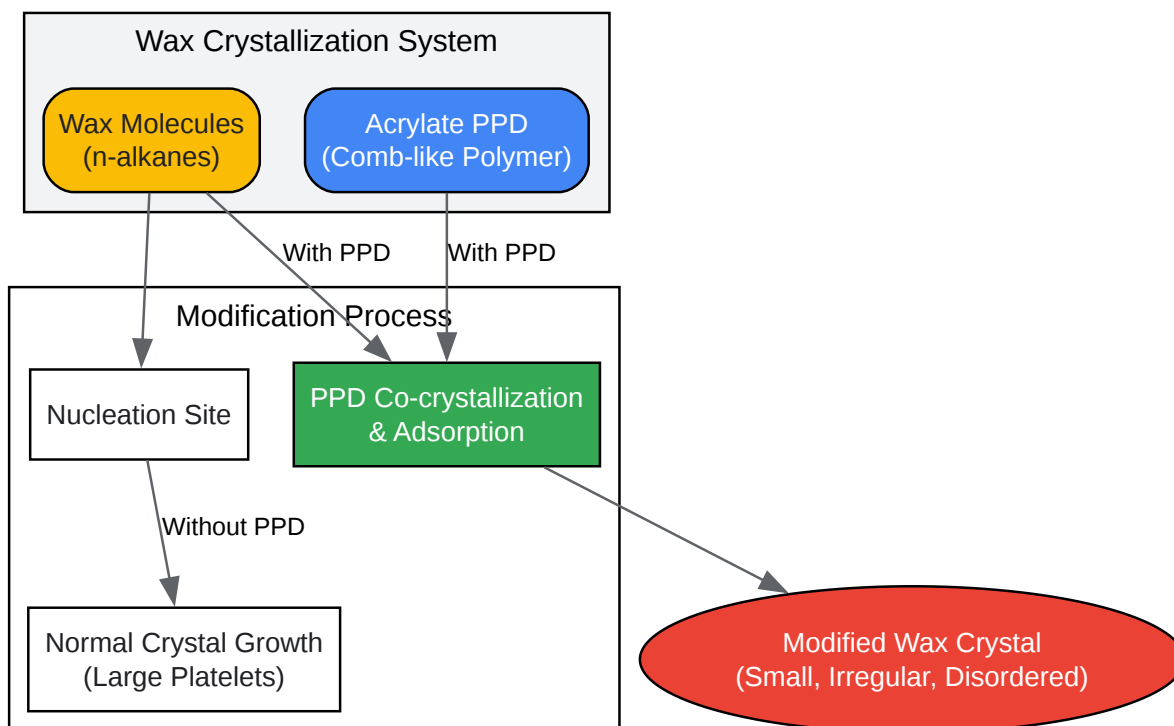 Wax Crystallization System
Wax Molecules
(n-alkanes)
Acrylate PPD
(Comb-like Polymer)
With PPD
With PPD
Modification Process
Nucleation Site
PPD Co-crystallization
& Adsorption
Without PPD
Normal Crystal Growth
(Large Platelets)
Modified Wax Crystal
(Small, Irregular, Disordered)